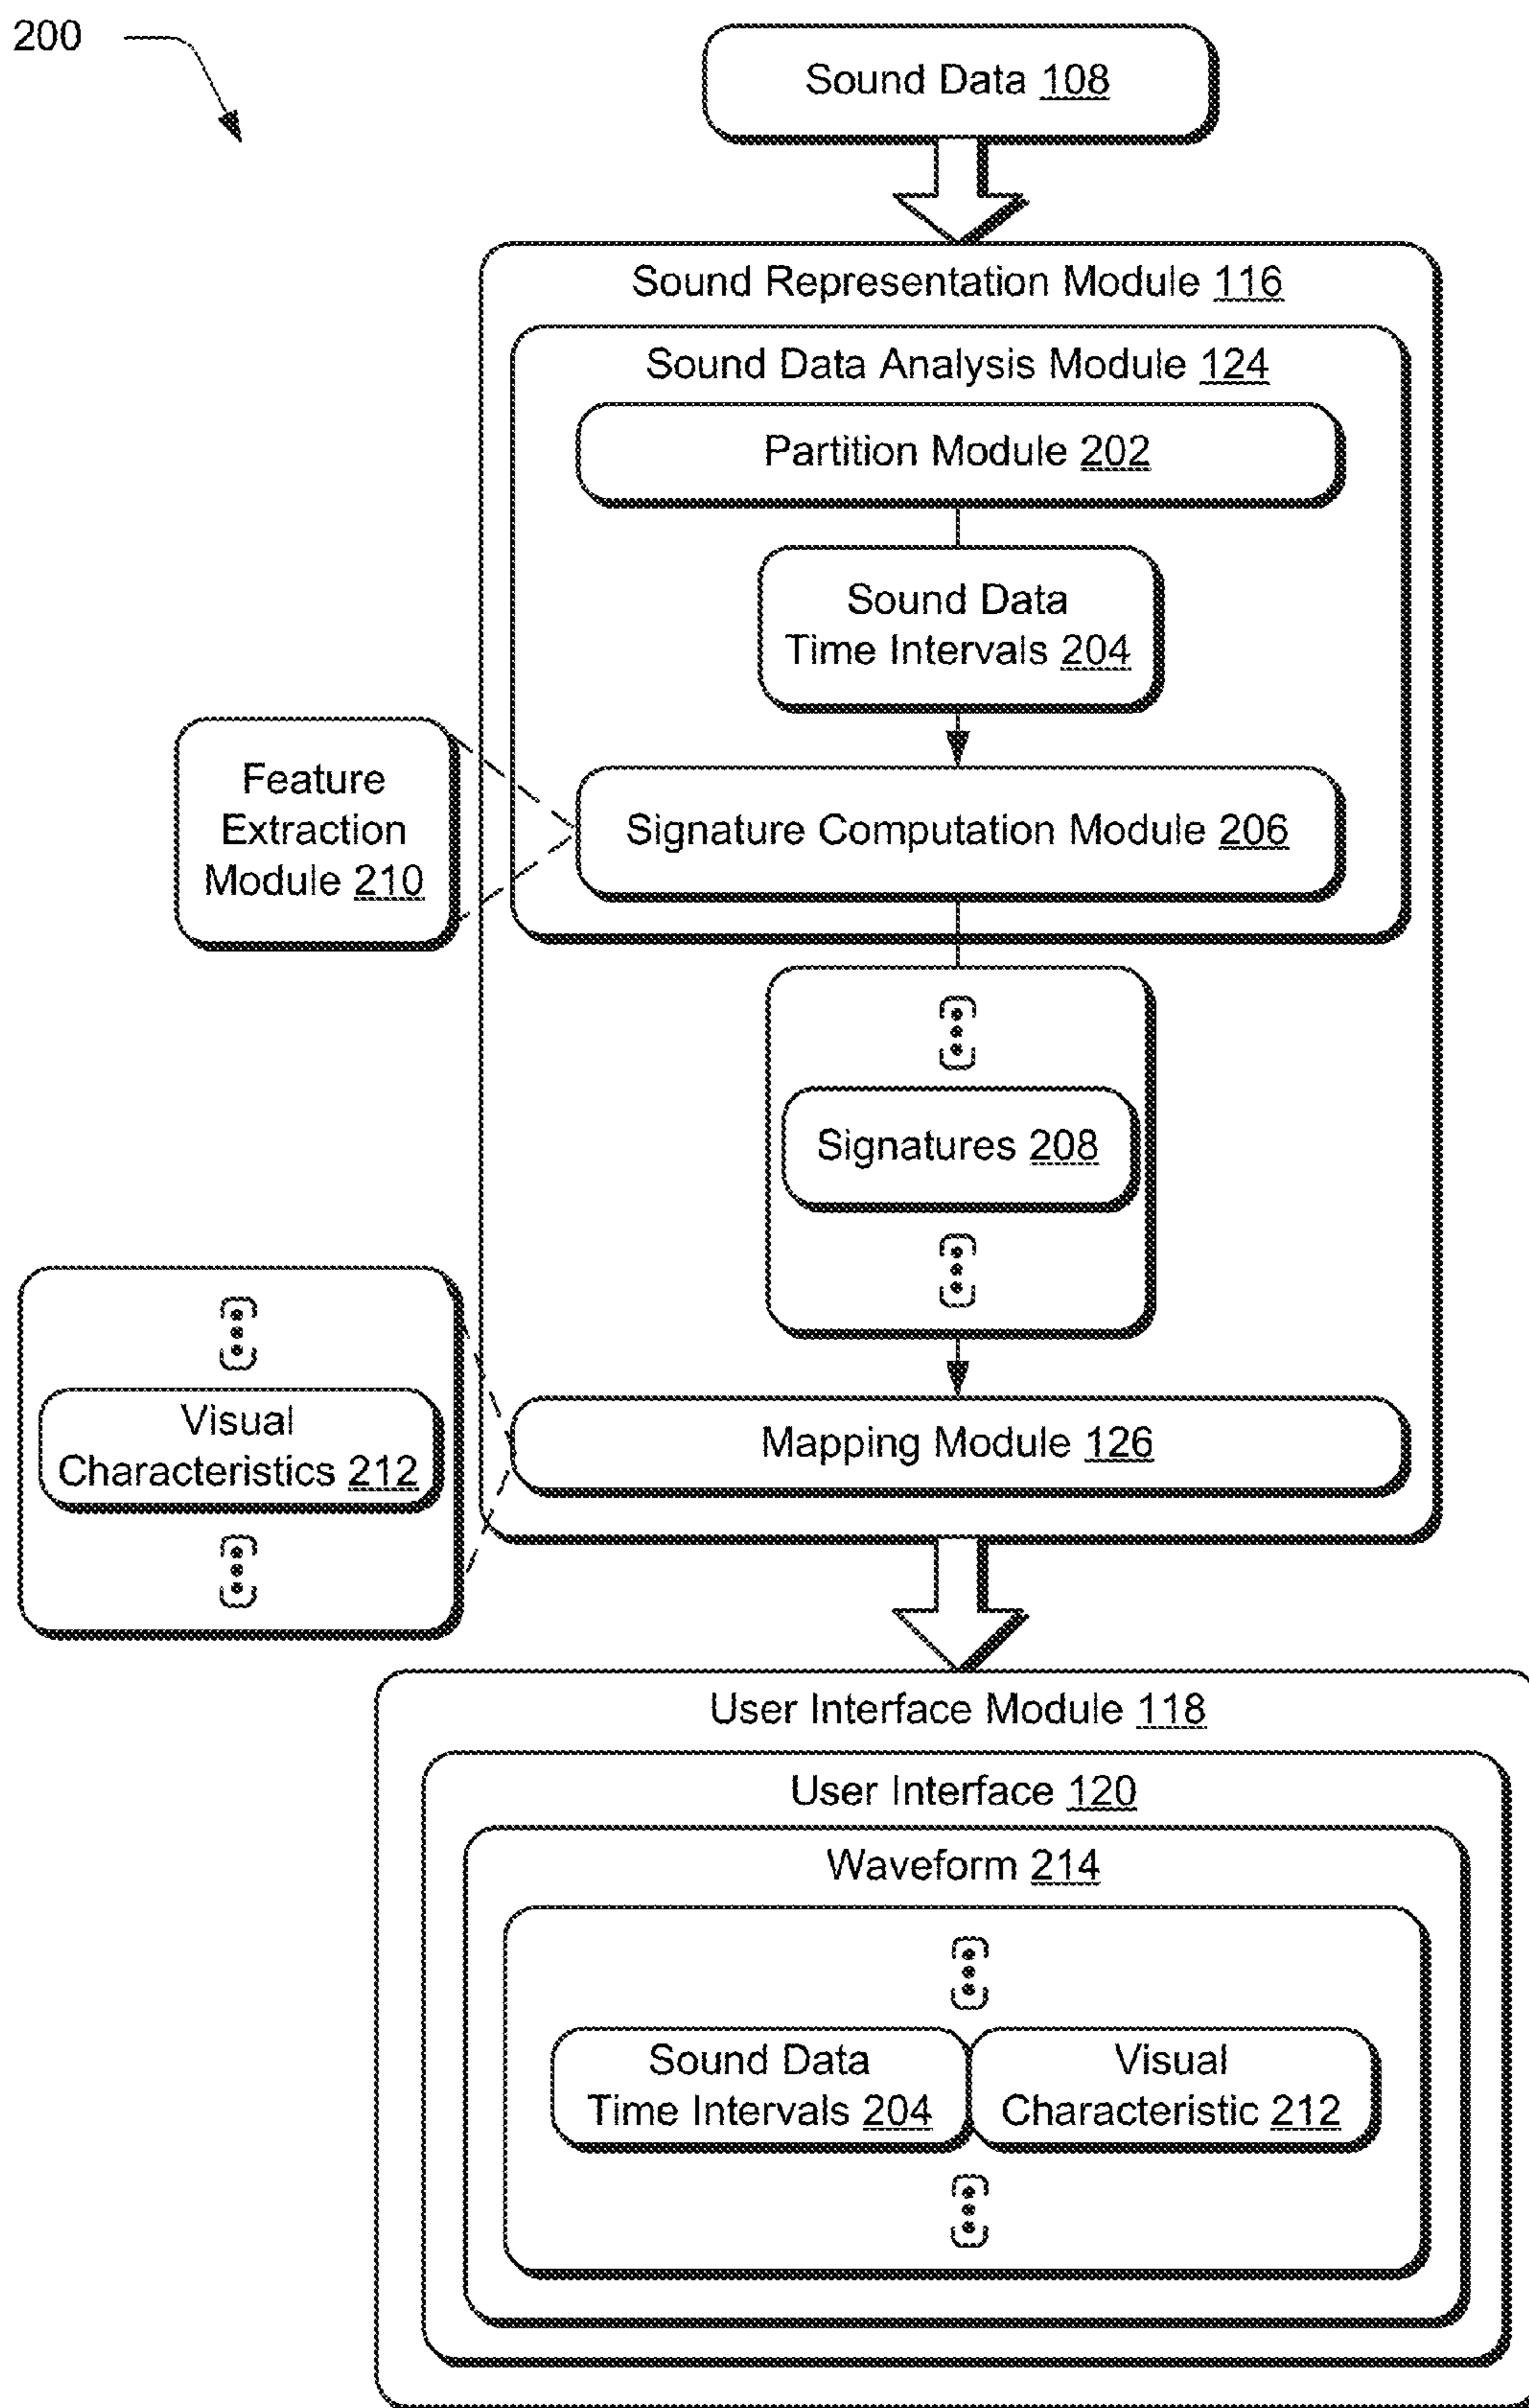 200
Sound Data 108
Sound Representation Module 116
Sound Data Analysis Module 124
Partition Module 202
Sound Data
Time Intervals 204
Feature
Extraction
Module 210
Signature Computation Module 206
Signatures 208
Visual
Characteristics 212
Mapping Module 126
User Interface Module 118
User Interface 120
Waveform 214
Sound Data
Time Intervals 204
Visual
Characteristic 212